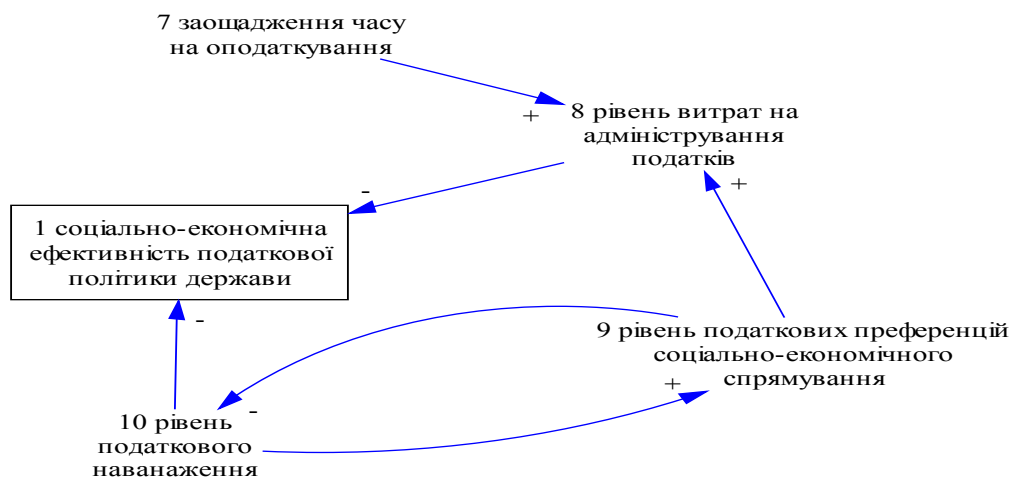 7 заощадження часу
на оподаткування
+
8 рівень витрат на
адміністрування
податків
-
+
1 соціально-економічна
ефективність податкової
політики держави
-
9 рівень податкових преференцій
соціально-економічного
спрямування
+
-
10 рівень
податкового
наванаження